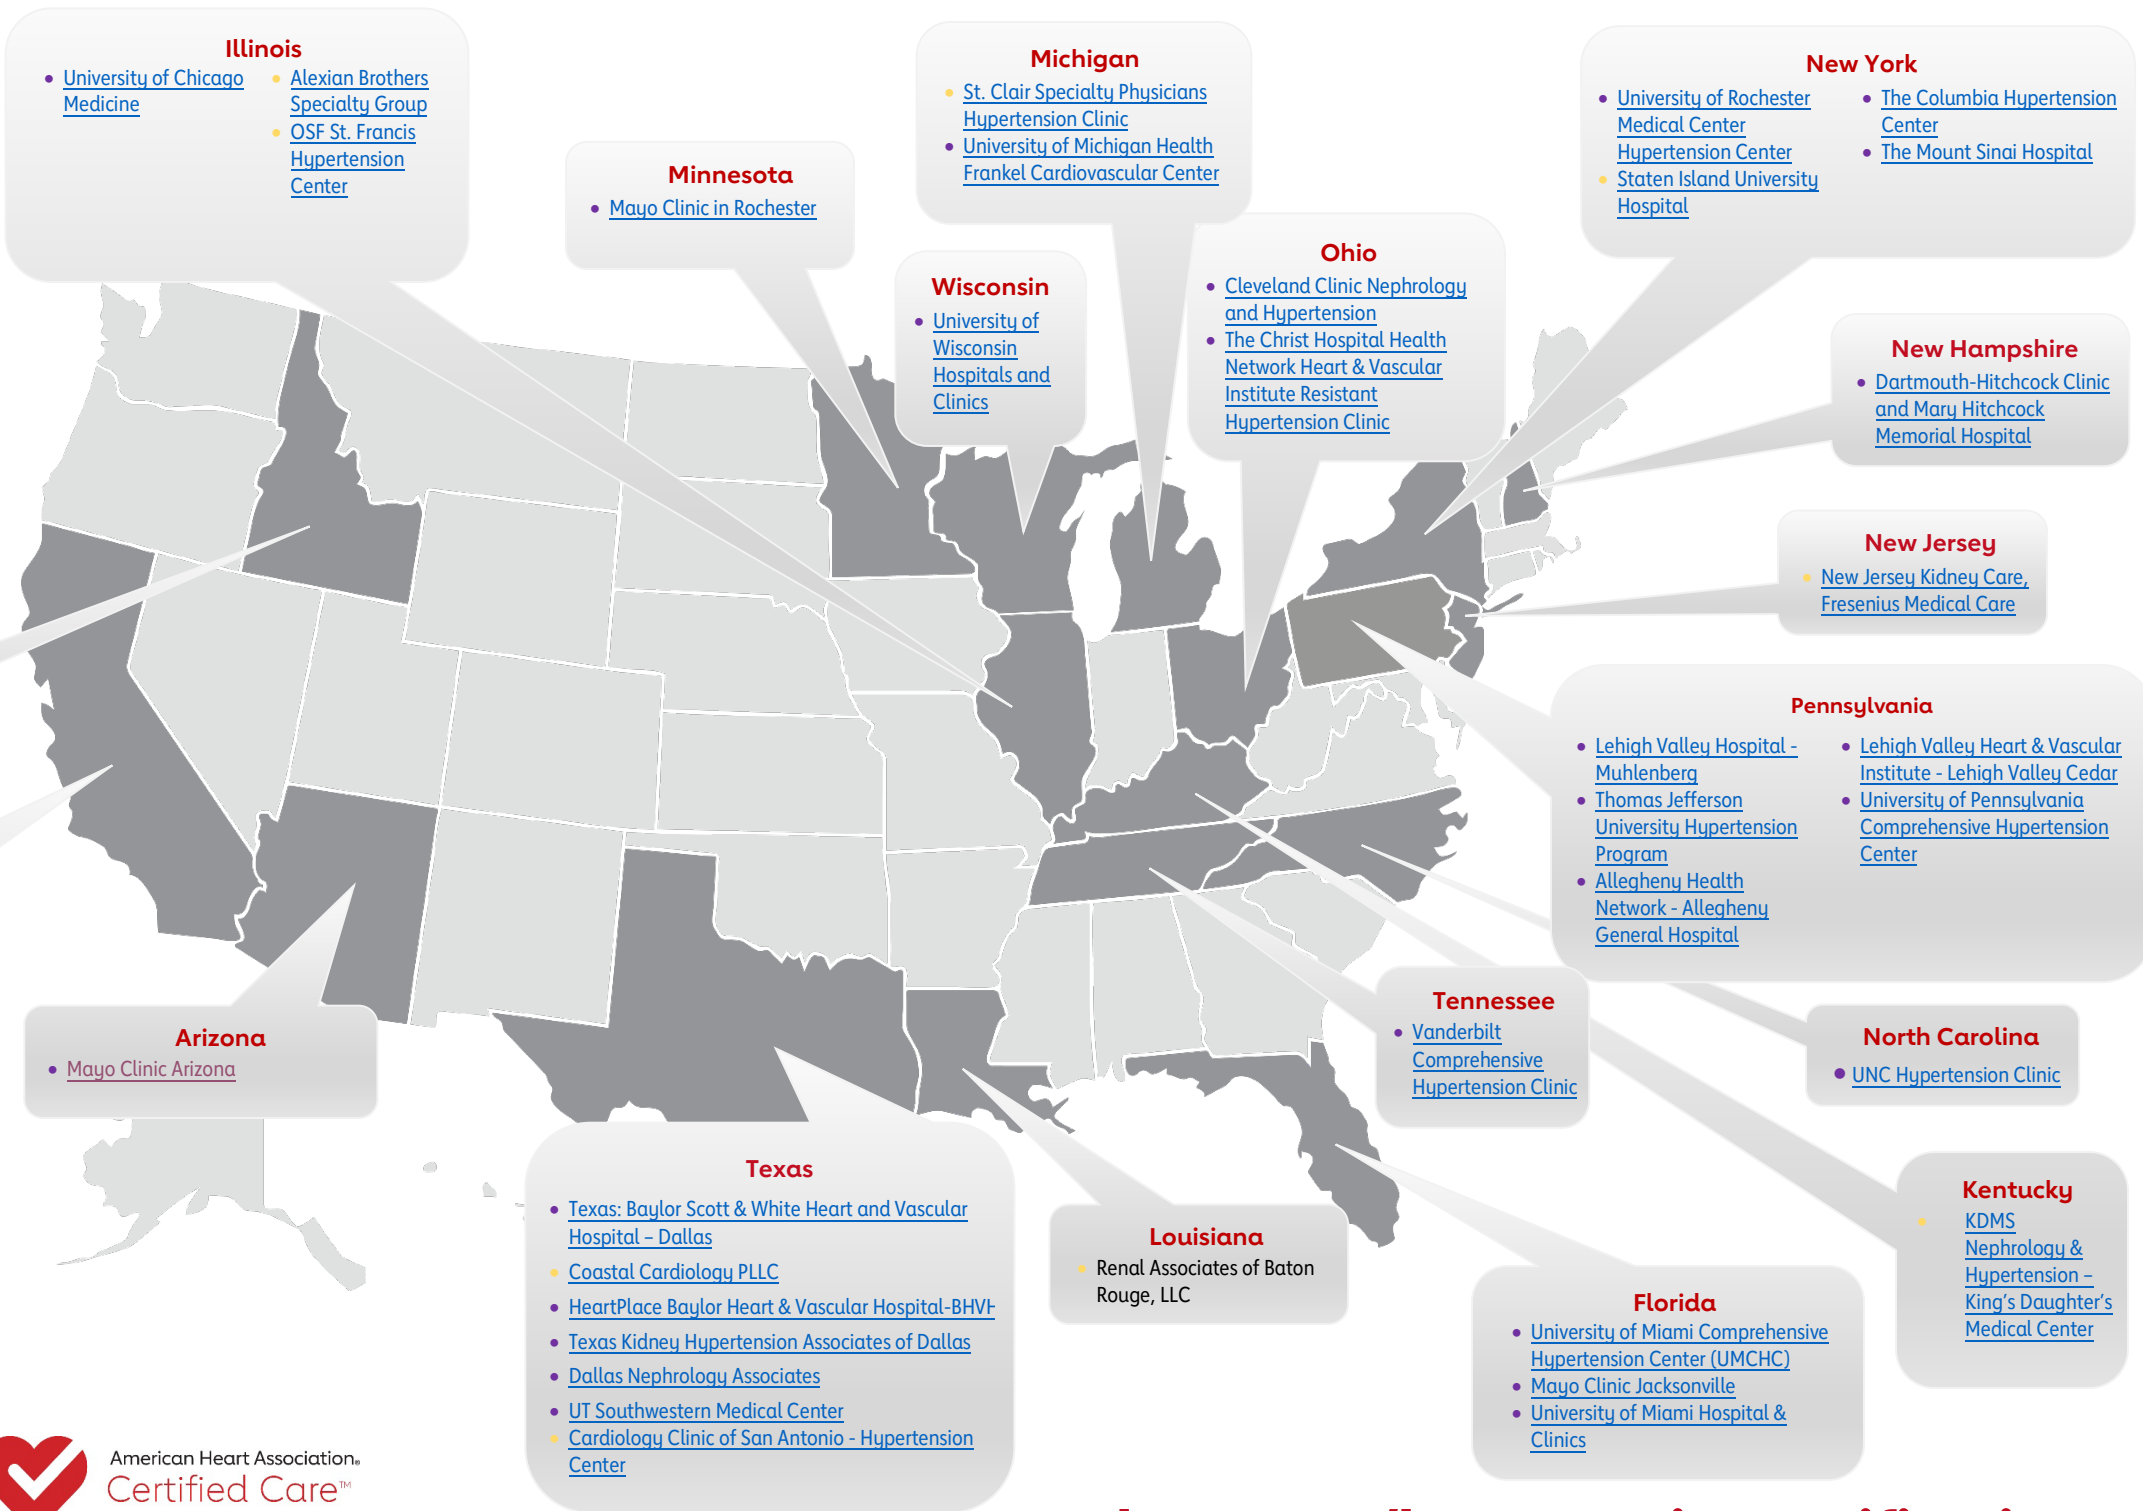 Illinois
• University of Chicago
Medicine
• Alexian Brothers
Specialty Group
• OSF St. Francis
Hypertension
Center
Michigan
• St. Clair Specialty Physicians
Hypertension Clinic
• University of Michigan Health
Frankel Cardiovascular Center
New York
• University of Rochester
Medical Center
Hypertension Center
• Staten Island University
Hospital
• The Columbia Hypertension
Center
• The Mount Sinai Hospital
Minnesota
• Mayo Clinic in Rochester
Wisconsin
• University of
Wisconsin
Hospitals and
Clinics
Ohio
• Cleveland Clinic Nephrology
and Hypertension
• The Christ Hospital Health
Network Heart & Vascular
Institute Resistant
Hypertension Clinic
New Hampshire
• Dartmouth-Hitchcock Clinic
and Mary Hitchcock
Memorial Hospital
New Jersey
• New Jersey Kidney Care,
Fresenius Medical Care
Pennsylvania
• Lehigh Valley Hospital -
Muhlenberg
• Thomas Jefferson
University Hypertension
Program
• Allegheny Health
Network - Allegheny
General Hospital
• Lehigh Valley Heart & Vascular
Institute - Lehigh Valley Cedar
• University of Pennsylvania
Comprehensive Hypertension
Center
Arizona
• Mayo Clinic Arizona
Tennessee
• Vanderbilt
Comprehensive
Hypertension Clinic
North Carolina
• UNC Hypertension Clinic
Texas
• Texas: Baylor Scott & White Heart and Vascular
Hospital – Dallas
• Coastal Cardiology PLLC
• HeartPlace Baylor Heart & Vascular Hospital-BHVH
• Texas Kidney Hypertension Associates of Dallas
• Dallas Nephrology Associates
• UT Southwestern Medical Center
• Cardiology Clinic of San Antonio - Hypertension
Center
Louisiana
• Renal Associates of Baton
Rouge, LLC
Kentucky
• KDMS
Nephrology &
Hypertension –
King's Daughter's
Medical Center
Florida
• University of Miami Comprehensive
Hypertension Center (UMCHC)
• Mayo Clinic Jacksonville
• University of Miami Hospital &
Clinics
American Heart Association®
Certified Care™